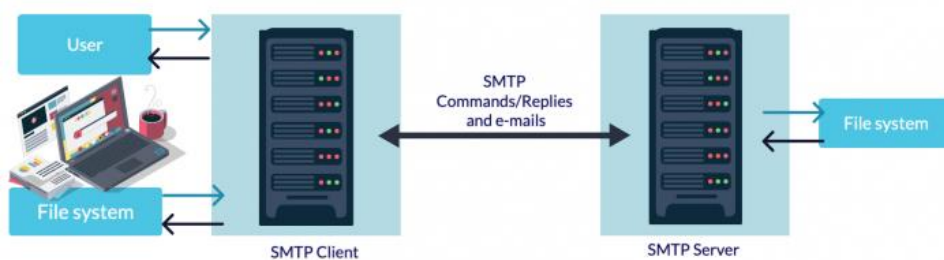 User
SMTP
Commands/Replies
and e-mails
File system
File system
SMTP Client
SMTP Server